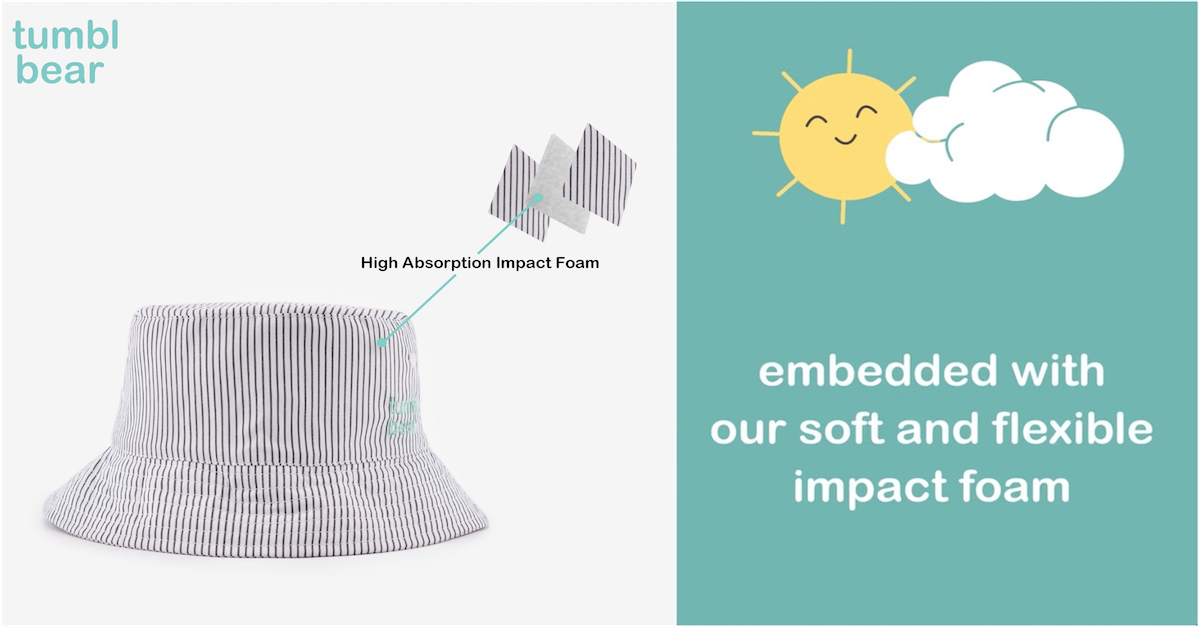 tumbl
bear
High Absorption Impact Foam
tumbl
bear
embedded with
our soft and flexible
impact foam